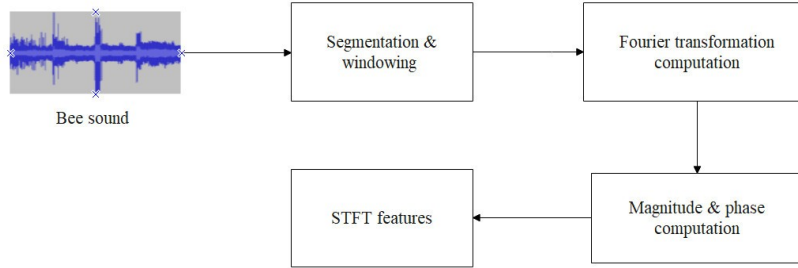 Bee sound
Segmentation &
windowing
Fourier transformation
computation
Magnitude & phase
computation
STFT features